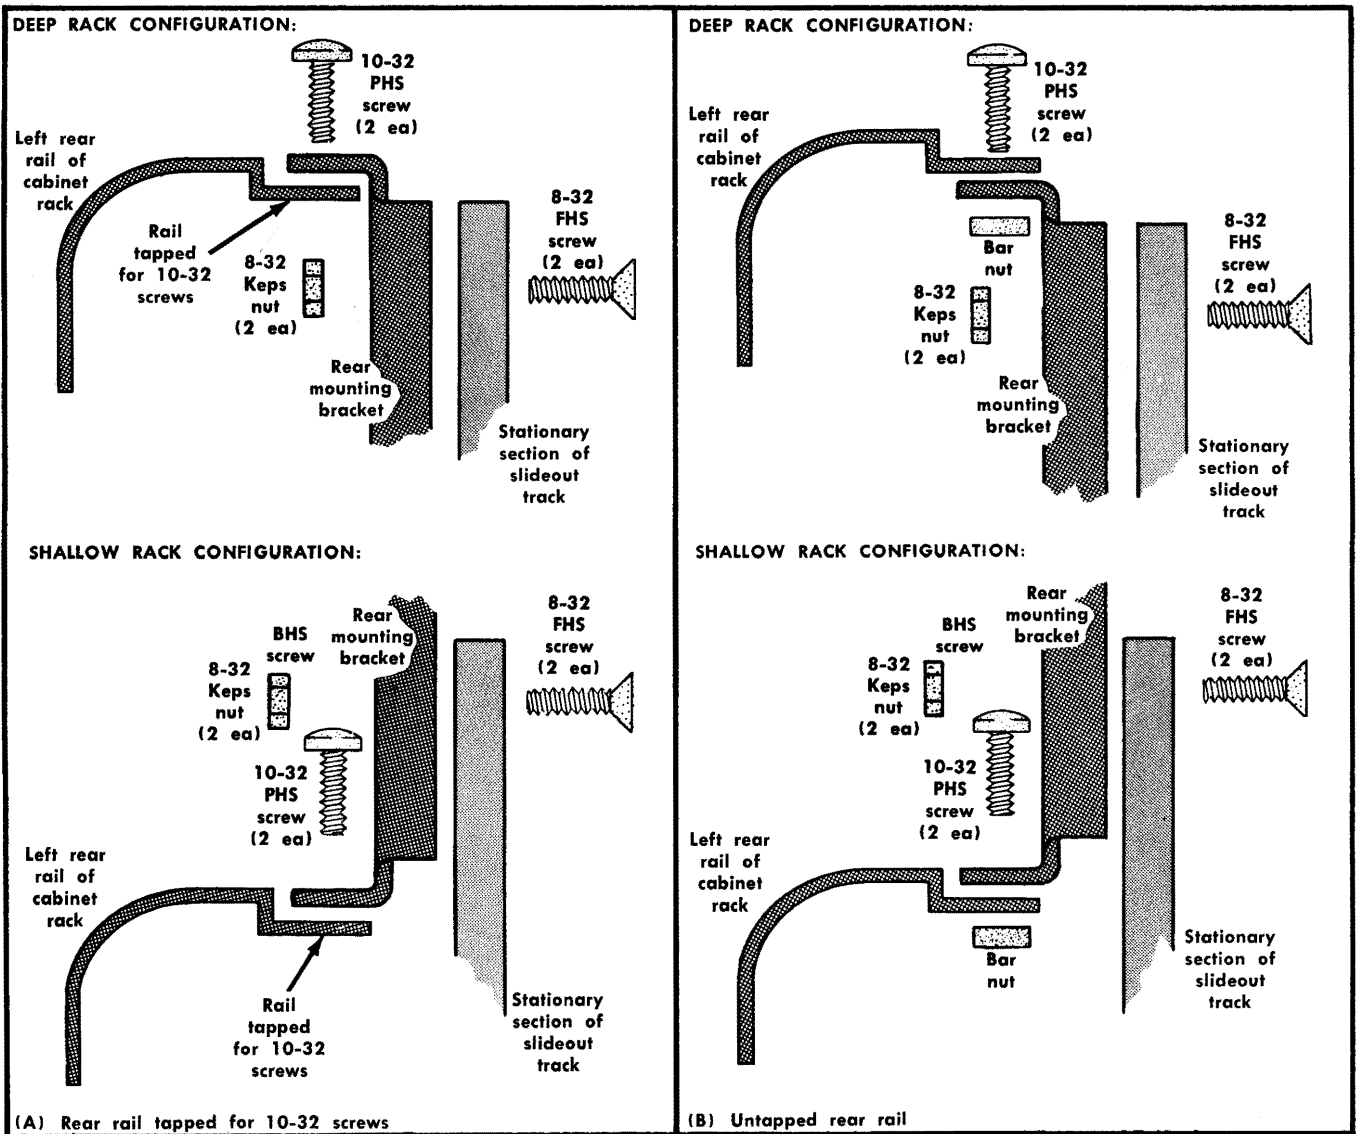 DEEP RACK CONFIGURATION:
10-32
PHS
screw
(2 ea)
Left rear
rail of
cabinet
rack
Rail
tapped
for 10-32
screws
8-32
Keps
nut
(2 ea)
8-32
FHS
screw
(2 ea)
Rear
mounting
bracket
Stationary
section of
slideout
track
SHALLOW RACK CONFIGURATION:
Rear
mounting
bracket
8-32
FHS
screw
(2 ea)
BHS
screw
8-32
Keps
nut
(2 ea)
10-32
PHS
screw
(2 ea)
Left rear
rail of
cabinet
rack
Rail
tapped
for 10-32
screws
Stationary
section of
slideout
track
(A) Rear rail tapped for 10-32 screws
DEEP RACK CONFIGURATION:
10-32
PHS
screw
(2 ea)
Left rear
rail of
cabinet
rack
Bar
nut
8-32
Keps
nut
(2 ea)
8-32
FHS
screw
(2 ea)
Rear
mounting
bracket
Stationary
section of
slideout
track
SHALLOW RACK CONFIGURATION:
Rear
mounting
bracket
8-32
FHS
screw
(2 ea)
BHS
screw
8-32
Keps
nut
(2 ea)
10-32
PHS
screw
(2 ea)
Left rear
rail of
cabinet
rack
Bar
nut
Stationary
section of
slideout
track
(B) Untapped rear rail